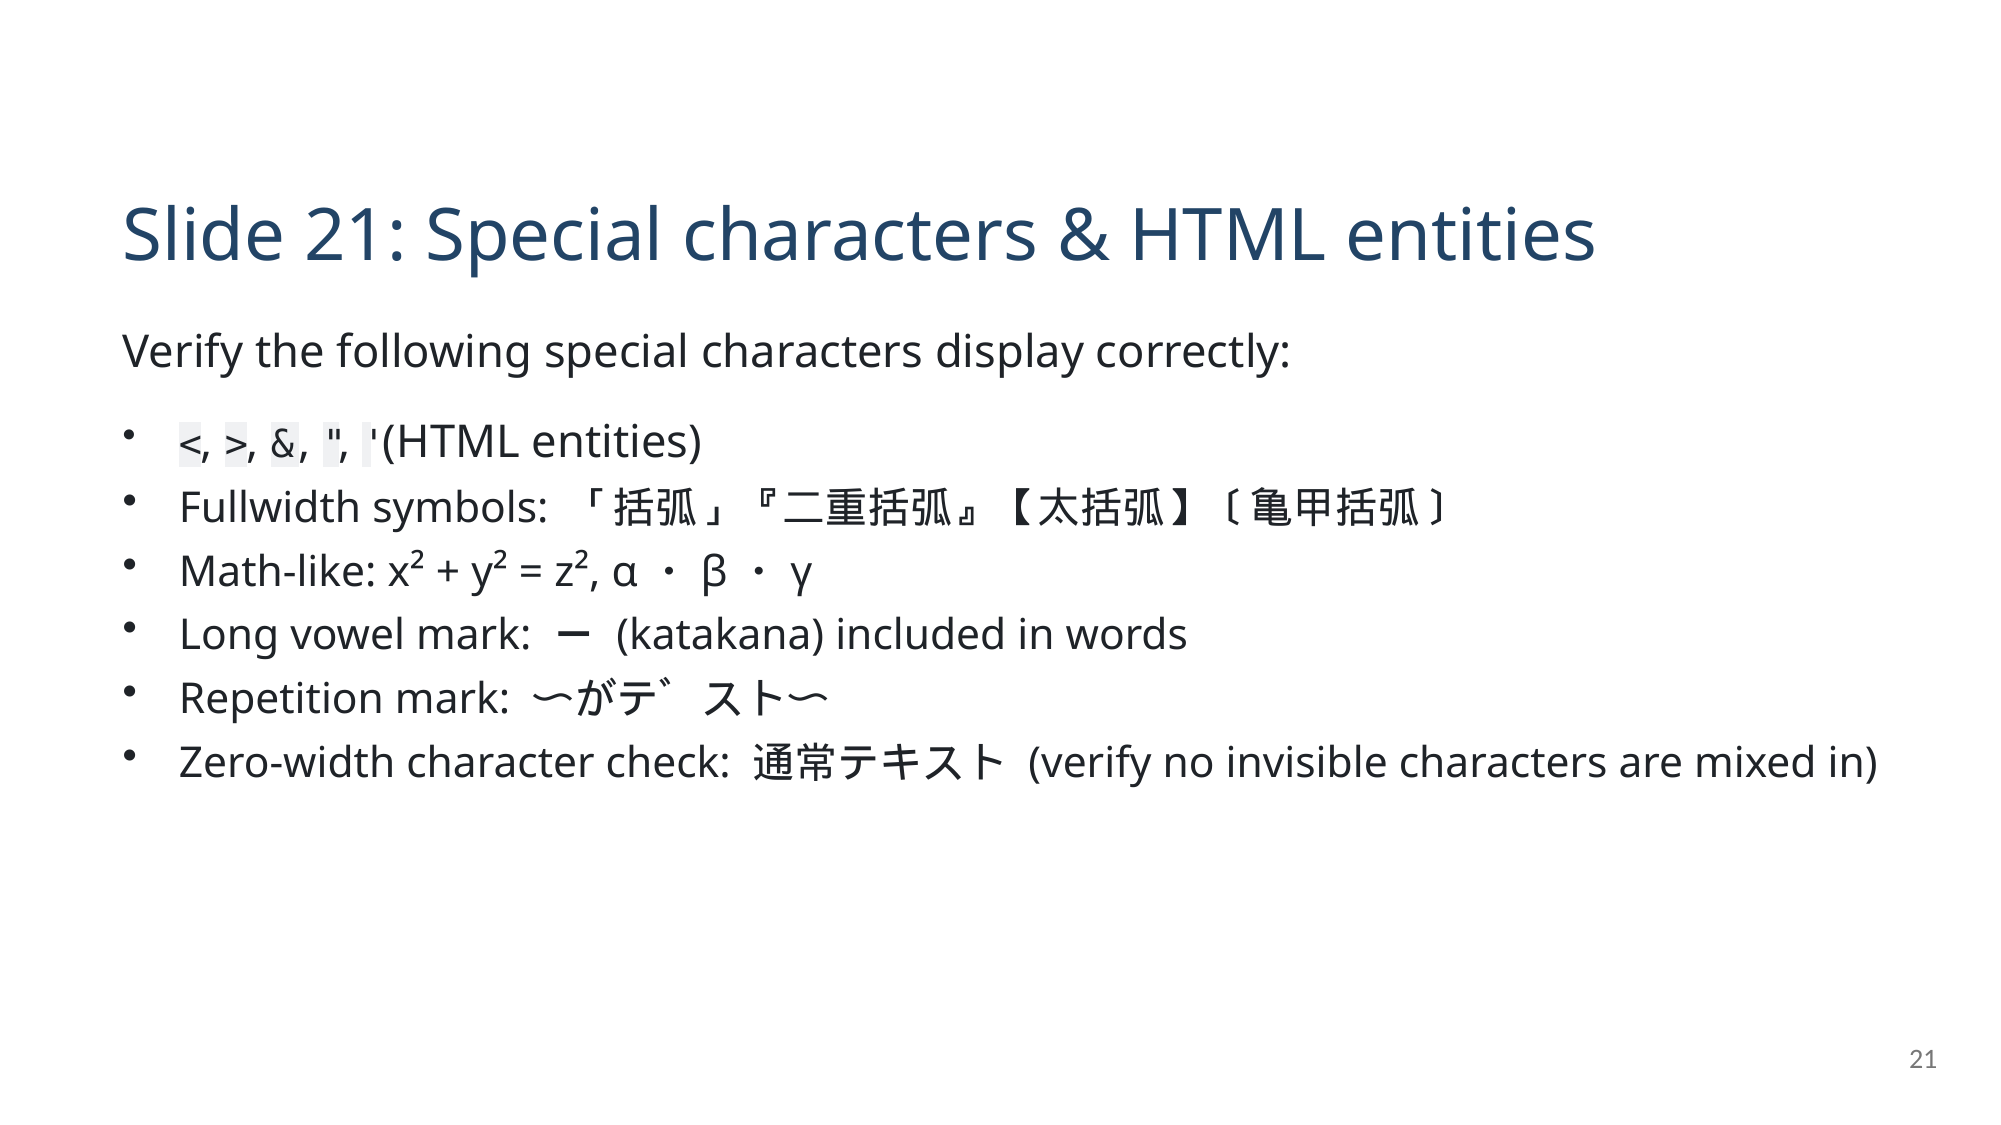 Slide 21: Special characters & HTML entities
Verify the following special characters display correctly:
• <, >, &, ", ' (HTML entities)
• Fullwidth symbols: 「括弧」『二重括弧』【太括弧】〔亀甲括弧〕
• Math-like: x² + y² = z², α ・ β ・ γ
• Long vowel mark: ー (katakana) included in words
• Repetition mark: 〜がテ゛スト〜
• Zero-width character check: 通常テキスト (verify no invisible characters are mixed in)
21